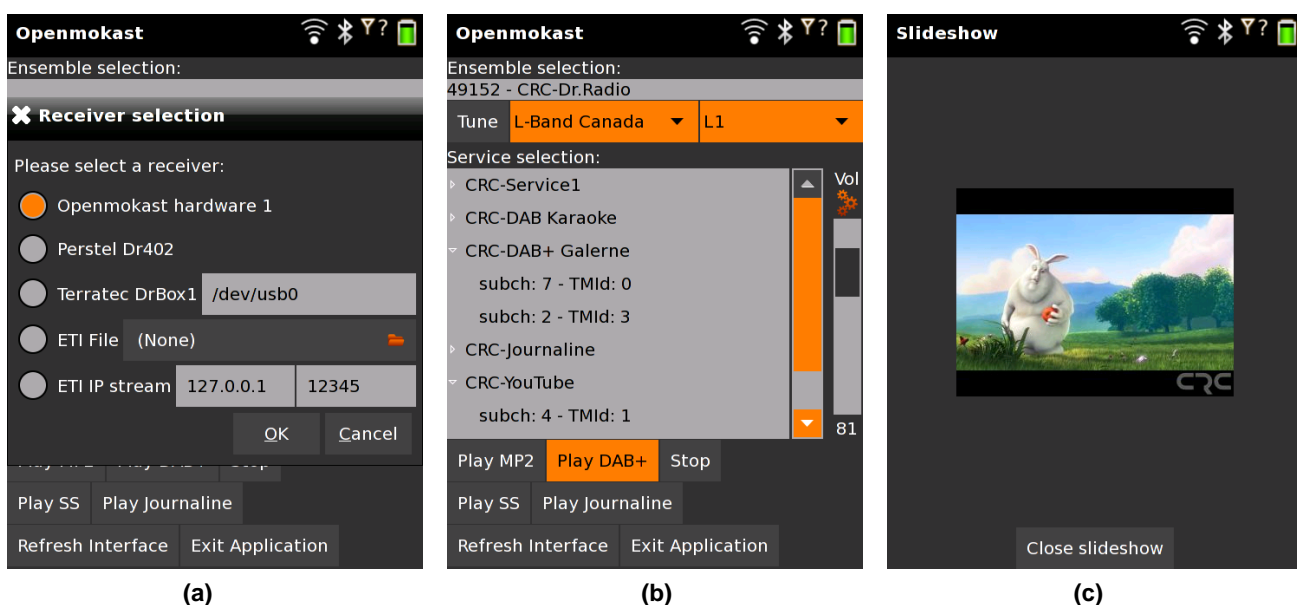 Openmokast
Ensemble selection:
Receiver selection
Please select a receiver:
Openmokast hardware 1
Perstel Dr402
Terratec DrBox1 /dev/usb0
ETI File (None)
ETI IP stream 127.0.0.1 12345
OK Cancel
Play SS Play Journaline
Refresh Interface Exit Application
(a)
Openmokast
Ensemble selection:
49152 - CRC-Dr.Radio
Tune L-Band Canada L1
Service selection:
CRC-Service1
CRC-DAB Karaoke
CRC-DAB+ Galerne
subch: 7 - TMId: 0
subch: 2 - TMId: 3
CRC-Journaline
CRC-YouTube
subch: 4 - TMId: 1
Vol
81
Play MP2 Play DAB+ Stop
Play SS Play Journaline
Refresh Interface Exit Application
(b)
Slideshow
CRC
Close slideshow
(c)